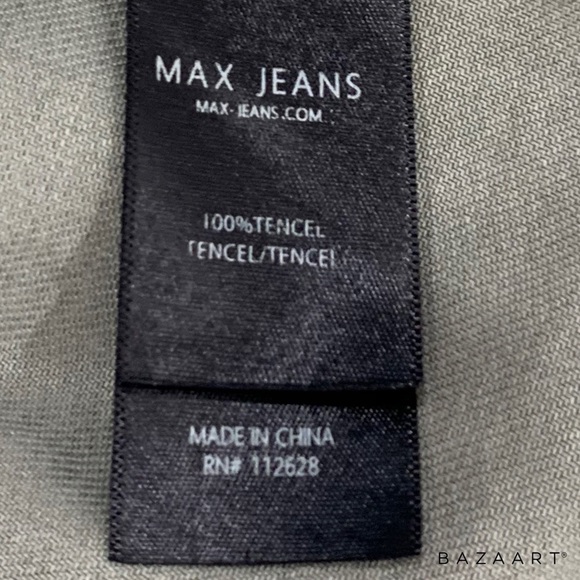 MAX JEANS
MAX-JEANS.COM
100%TENCEL
TENCEL/TENCEL
MADE IN CHINA
RN# 112628
BAZAART®